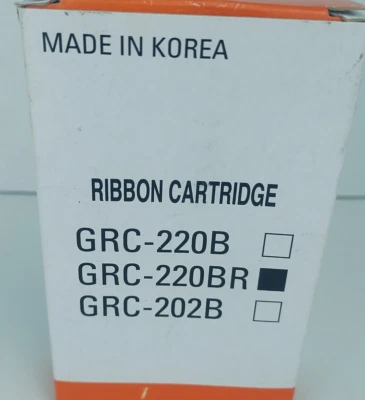 MADE IN KOREA
RIBBON CARTRIDGE
GRC-220B
GRC-220BR
GRC-202B